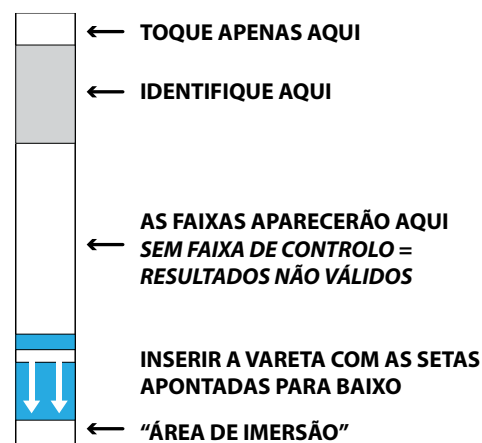 TOQUE APENAS AQUI
IDENTIFIQUE AQUI
AS FAIXAS APARECERÃO AQUI
SEM FAIXA DE CONTROLO =
RESULTADOS NÃO VÁLIDOS
INSERIR A VARETA COM AS SETAS
APONTADAS PARA BAIXO
“ÁREA DE IMERSÃO”